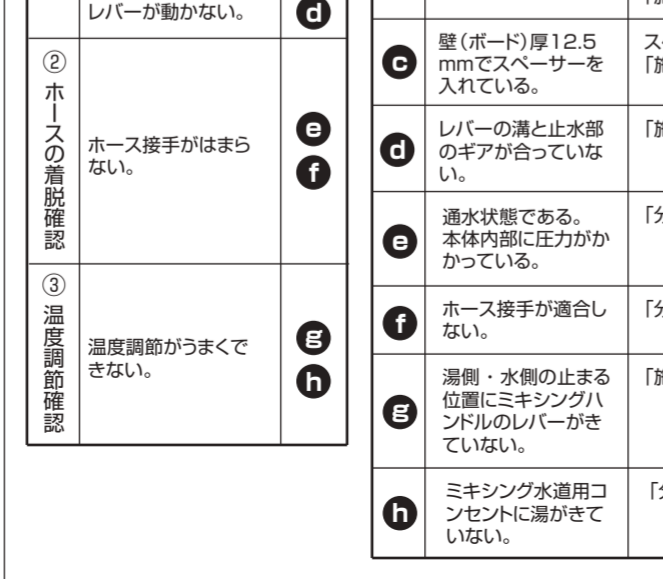 レバーが動かない。
d
② ホースの着脱確認
ホース接手がはまら
ない。
e
f
③ 温度調節確認
温度調節がうまくで
きない。
g
h
c
壁(ボード)厚12.5
mmでスペーサーを
入れている。
d
レバーの溝と止水部
のギアが合っていな
い。
e
通水状態である。
本体内部に圧力がか
かっている。
f
ホース接手が適合し
ない。
g
湯側・水側の止まる
位置にミキシングハ
ンドルのレバーがき
ていない。
h
ミキシング水道用コ
ンセントに湯がきて
いない。